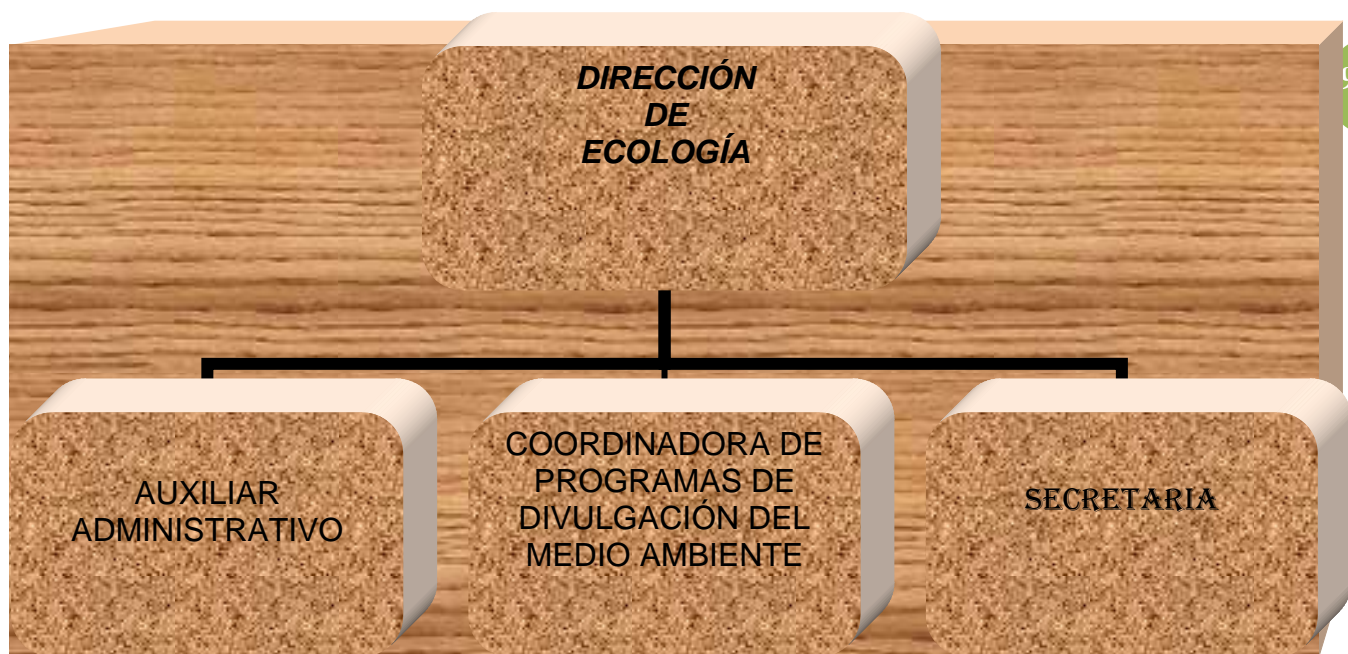 DIRECCIÓN
DE
ECOLOGÍA
AUXILIAR
ADMINISTRATIVO
COORDINADORA DE
PROGRAMAS DE
DIVULGACIÓN DEL
MEDIO AMBIENTE
SECRETARIA